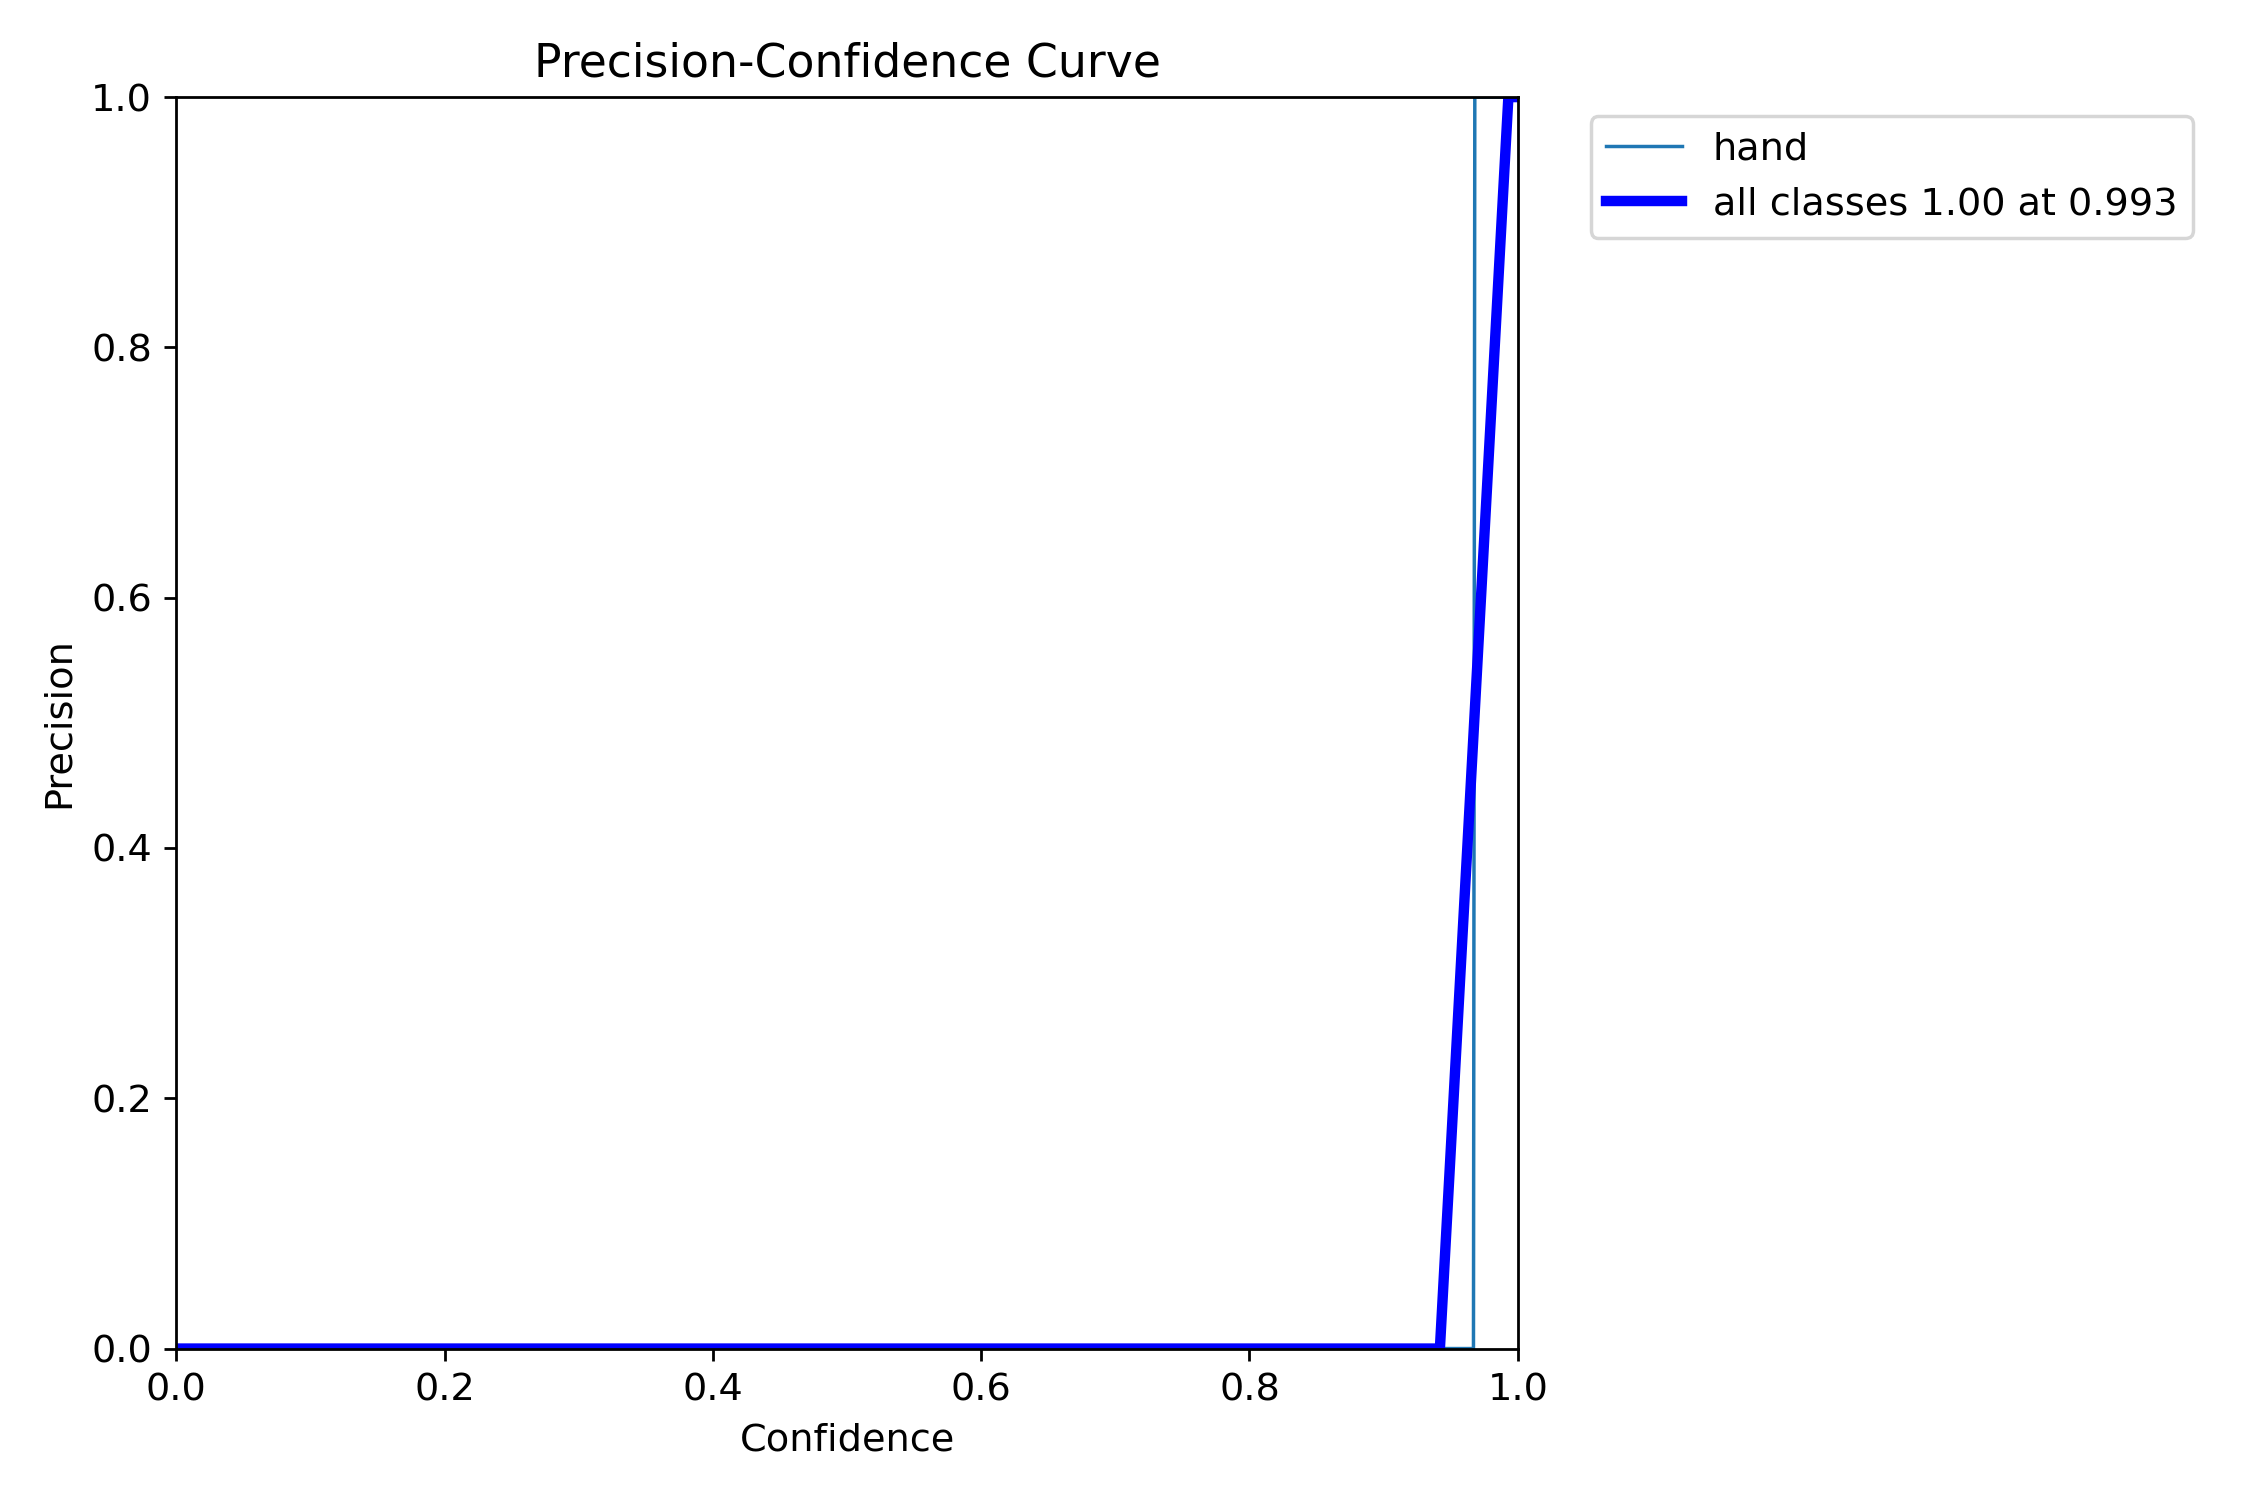 Precision-Confidence Curve
1.0
0.8
0.6
0.4
0.2
0.0
Precision
0.0 0.2 0.4 0.6 0.8 1.0
Confidence
hand
all classes 1.00 at 0.993